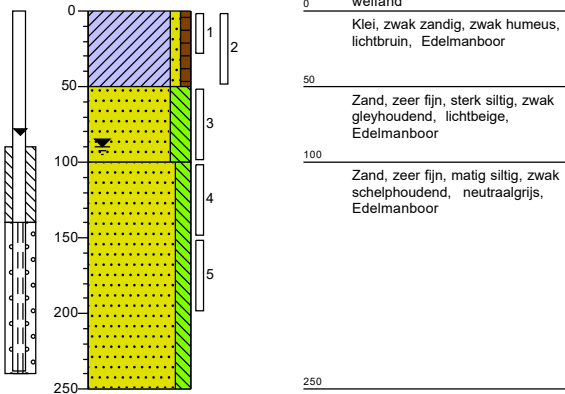 0
50
100
150
200
250
1
2
3
4
5
0
weiland
Klei, zwak zandig, zwak humeus,
lichtbruin, Edelmanboor
50
Zand, zeer fijn, sterk siltig, zwak
gleyhoudend, lichtbeige,
Edelmanboor
100
Zand, zeer fijn, matig siltig, zwak
schelphoudend, neutraalgrijs,
Edelmanboor
250